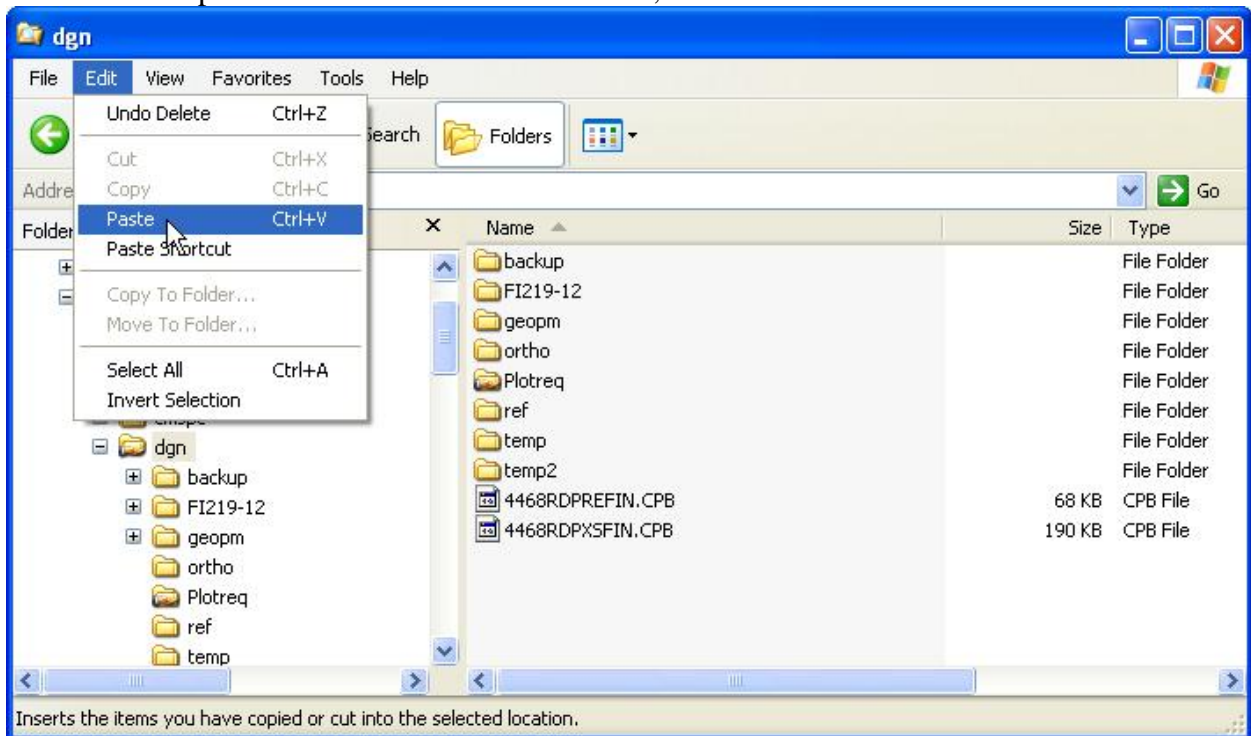 dgn
File Edit View Favorites Tools Help
Undo Delete Ctrl+Z
Cut Ctrl+X
Copy Ctrl+C
Paste Ctrl+V
Paste Shortcut
Copy To Folder...
Move To Folder...
Select All Ctrl+A
Invert Selection
Search Folders
Addre Go
Folder Name Size Type
backup File Folder
FI219-12 File Folder
geopm File Folder
ortho File Folder
Plotreq File Folder
ref File Folder
temp File Folder
temp2 File Folder
4468RDPREFIN.CPB 68 KB CPB File
4468RDPXSFIN.CPB 190 KB CPB File
dgn
backup
FI219-12
geopm
ortho
Plotreq
ref
temp
Inserts the items you have copied or cut into the selected location.